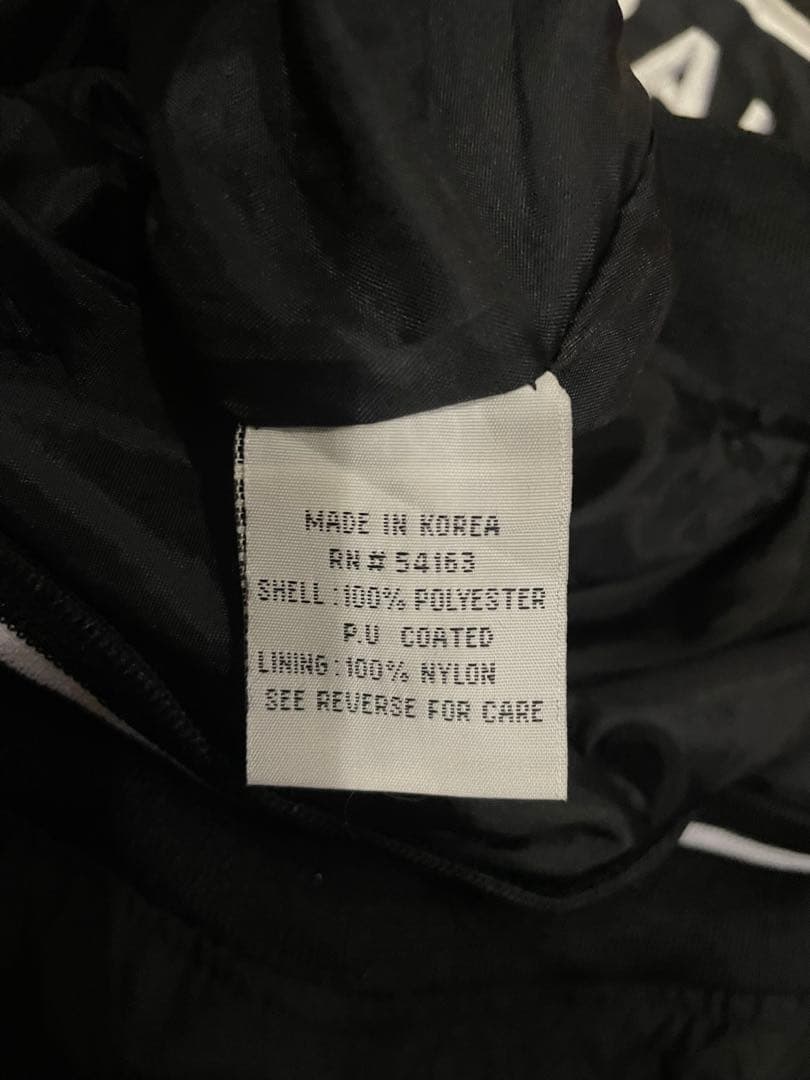 MADE IN KOREA
RN # 54163
SHELL : 100% POLYESTER
P.U COATED
LINING : 100% NYLON
SEE REVERSE FOR CARE